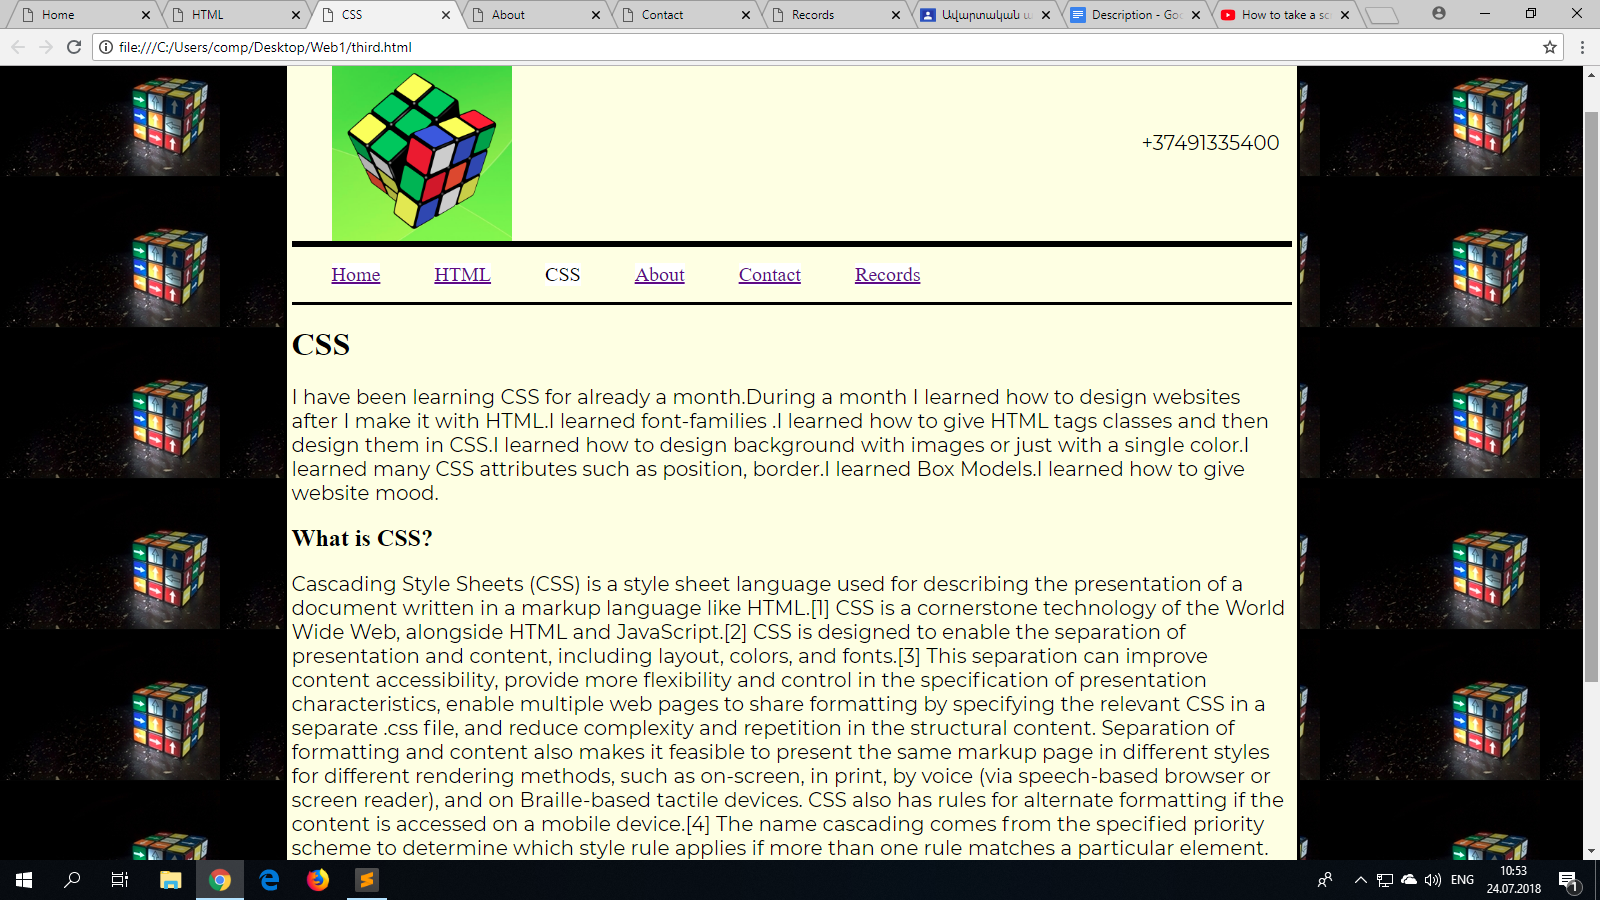 Home
HTML
CSS
About
Contact
Records
Ավարտական
Description - Goo
How to take a sc
file:///C:/Users/comp/Desktop/Web1/third.html
+37491335400
Home HTML CSS About Contact Records
CSS
I have been learning CSS for already a month.During a month I learned how to design websites
after I make it with HTML.I learned font-families .I learned how to give HTML tags classes and then
design them in CSS.I learned how to design background with images or just with a single color.I
learned many CSS attributes such as position, border.I learned Box Models.I learned how to give
website mood.
What is CSS?
Cascading Style Sheets (CSS) is a style sheet language used for describing the presentation of a
document written in a markup language like HTML.[1] CSS is a cornerstone technology of the World
Wide Web, alongside HTML and JavaScript.[2] CSS is designed to enable the separation of
presentation and content, including layout, colors, and fonts.[3] This separation can improve
content accessibility, provide more flexibility and control in the specification of presentation
characteristics, enable multiple web pages to share formatting by specifying the relevant CSS in a
separate .css file, and reduce complexity and repetition in the structural content. Separation of
formatting and content also makes it feasible to present the same markup page in different styles
for different rendering methods, such as on-screen, in print, by voice (via speech-based browser or
screen reader), and on Braille-based tactile devices. CSS also has rules for alternate formatting if the
content is accessed on a mobile device.[4] The name cascading comes from the specified priority
scheme to determine which style rule applies if more than one rule matches a particular element.
ENG
10:53
24.07.2018
1